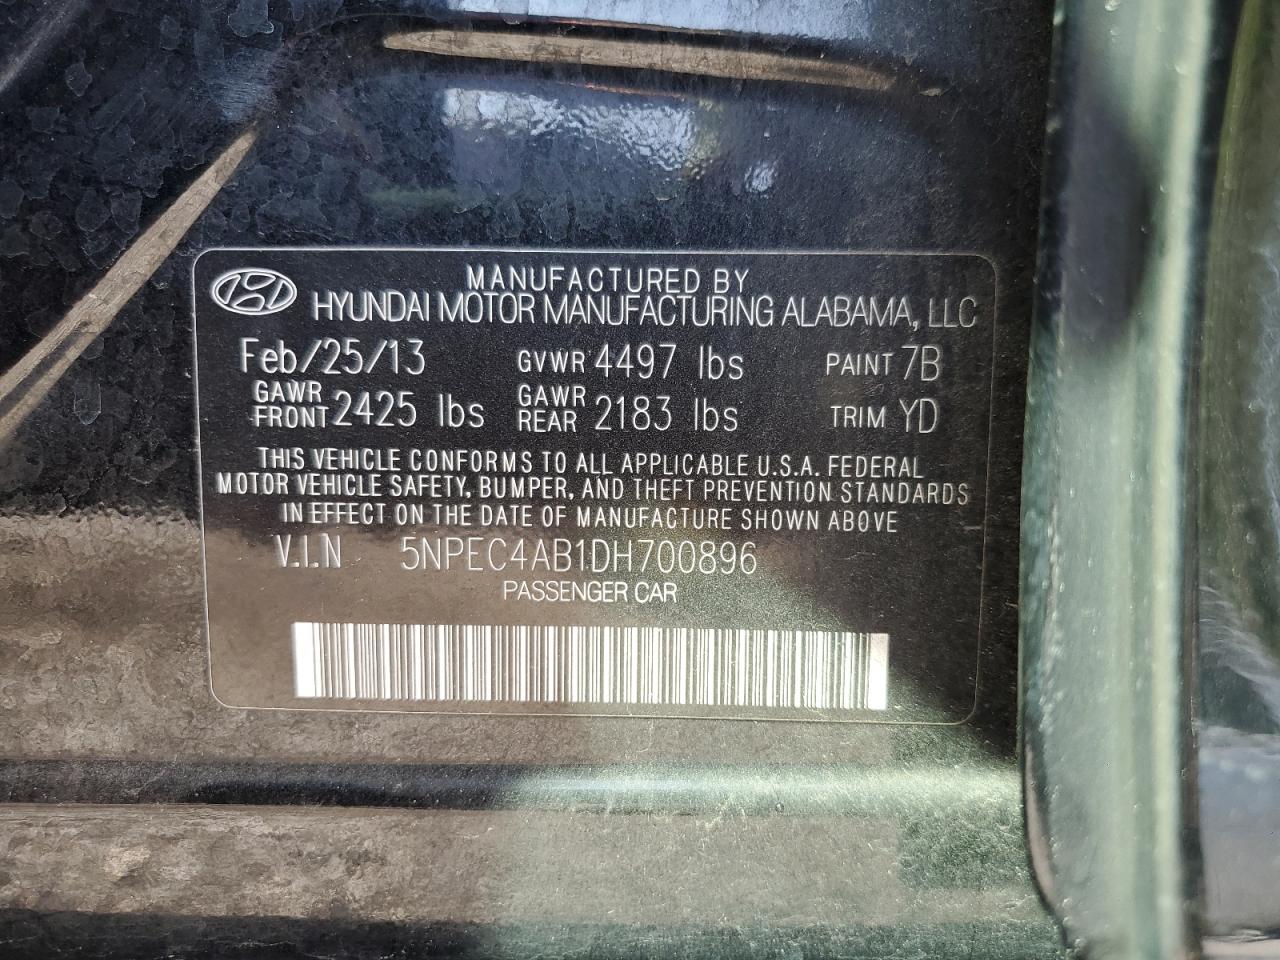 MANUFACTURED BY
HYUNDAI MOTOR MANUFACTURING ALABAMA, LLC
Feb/25/13 GVWR 4497 lbs PAINT 7B
GAWR FRONT 2425 lbs GAWR REAR 2183 lbs TRIM YD
THIS VEHICLE CONFORMS TO ALL APPLICABLE U.S.A. FEDERAL
MOTOR VEHICLE SAFETY, BUMPER, AND THEFT PREVENTION STANDARDS
IN EFFECT ON THE DATE OF MANUFACTURE SHOWN ABOVE
V.I.N 5NPEC4AB1DH700896
PASSENGER CAR